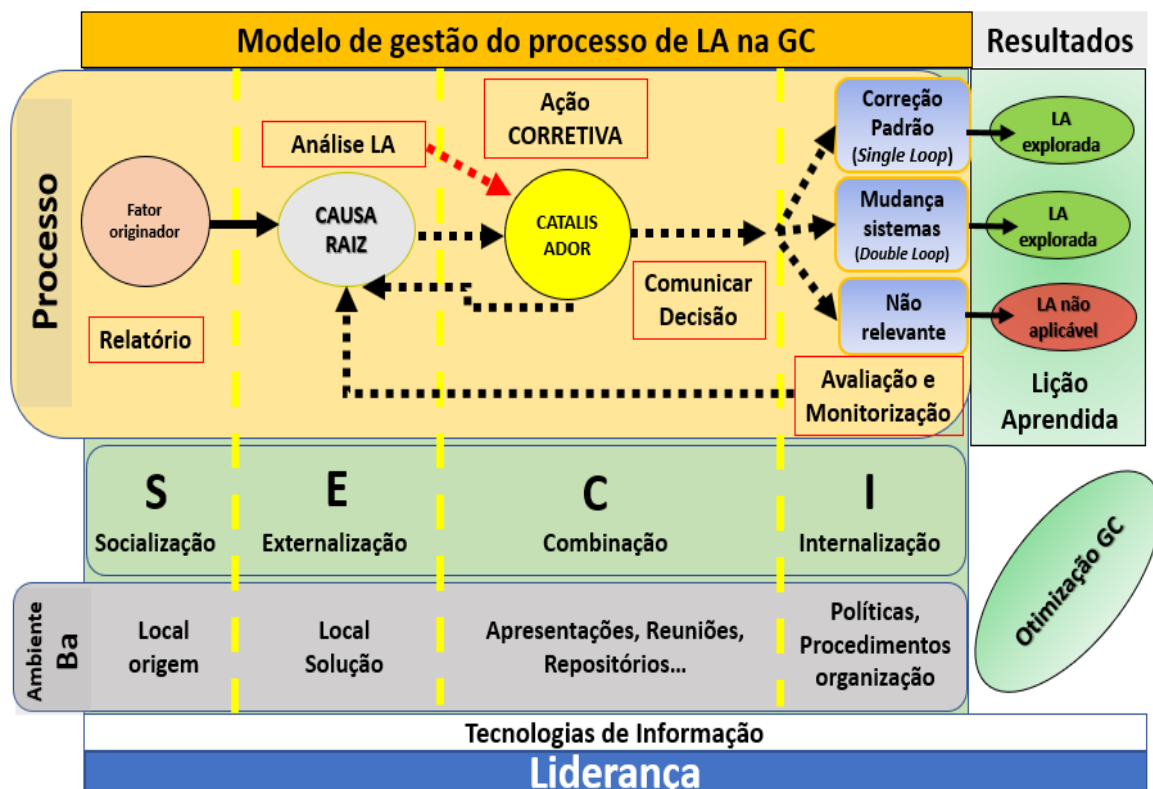 Modelo de gestão do processo de LA na GC
Resultados
Processo
Fator
originador
Relatório
Análise LA
CAUSA
RAIZ
Ação
CORRETIVA
CATALIS
ADOR
Comunicar
Decisão
Correção
Padrão
(Single Loop)
Mudança
sistemas
(Double Loop)
Não
relevante
Avaliação e
Monitorização
LA
explorada
LA
explorada
LA não
aplicável
Lição
Aprendida
S
Socialização
E
Externalização
C
Combinação
I
Internalização
Otimização GC
Ambiente
Ba
Local
origem
Local
Solução
Apresentações, Reuniões,
Repositórios...
Políticas,
Procedimentos
organização
Tecnologias de Informação
Liderança